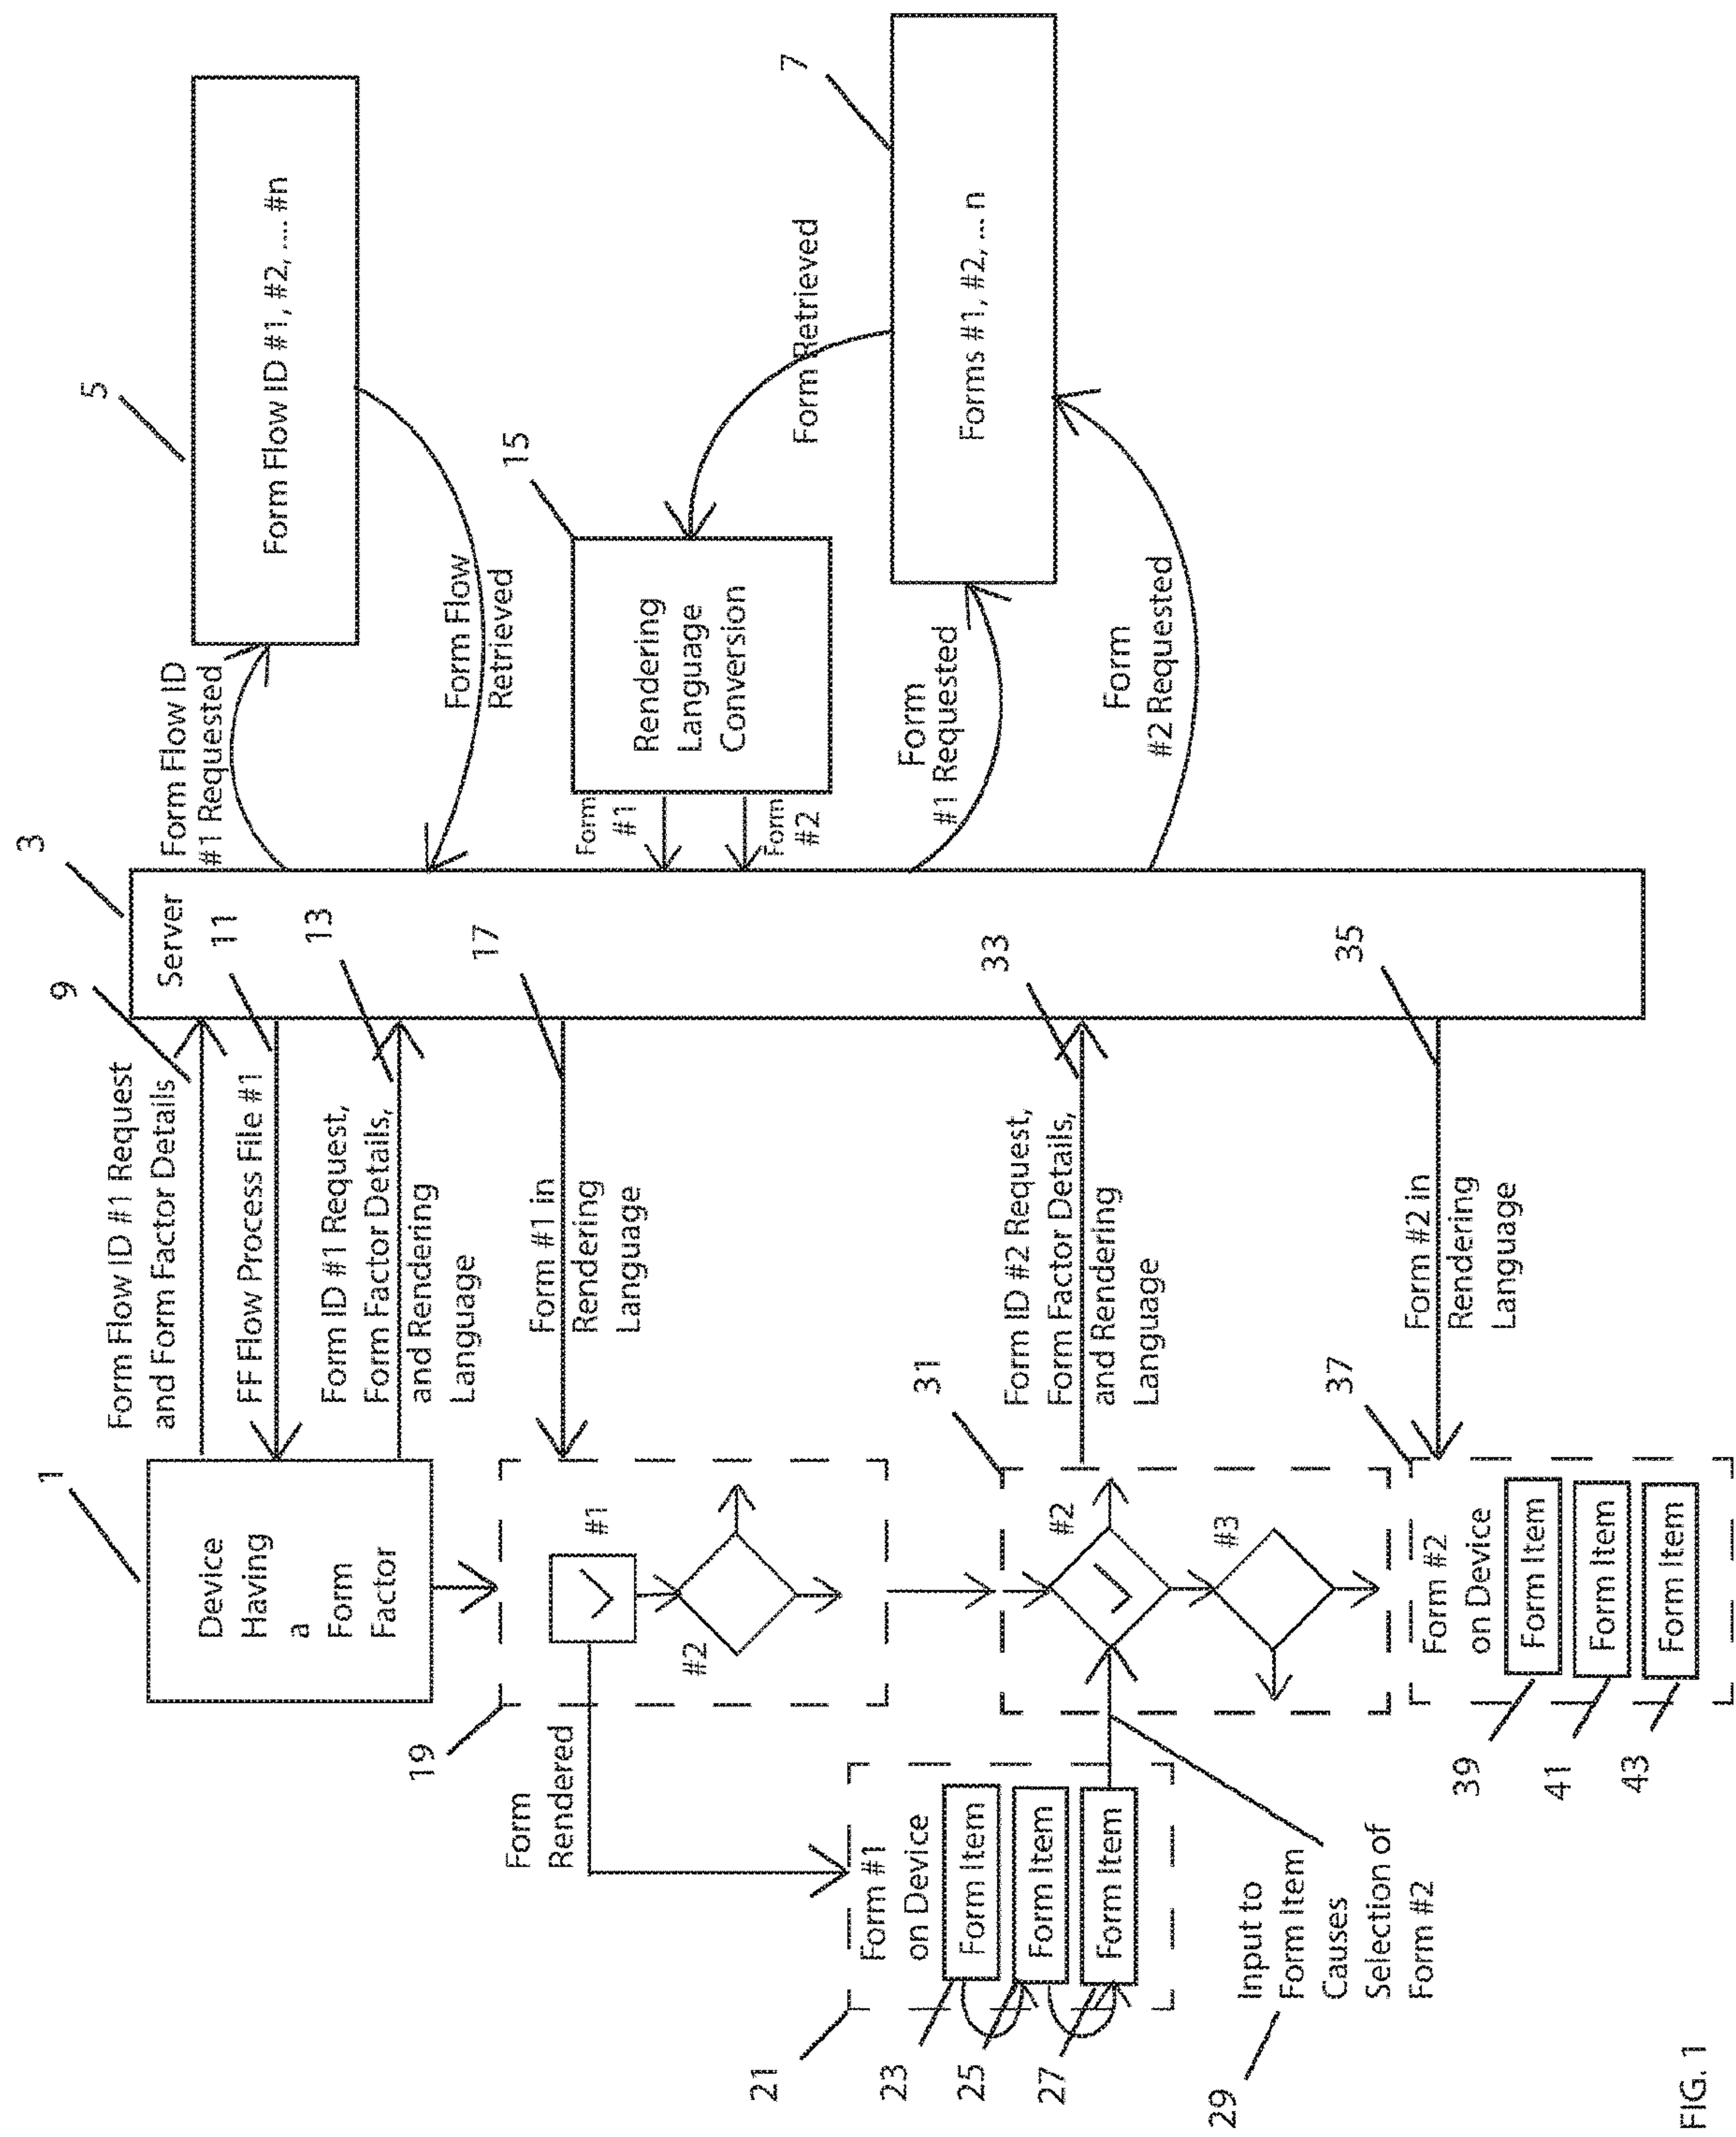 1
Device
Having
a
Form
Factor
Form Flow ID #1 Request
and Form Factor Details
9
FF Flow Process File #1
11
Form ID #1 Request,
Form Factor Details,
and Rendering
Language
13
3
Server
Form Flow ID
#1 Requested
5
Form Flow ID #1, #2, .... #n
Form Flow
Retrieved
15
Rendering
Language
Conversion
Form
#1
Form
#2
Form Retrieved
7
Forms #1, #2, ... n
Form
#1 Requested
Form
#2 Requested
17
Form #1 in
Rendering
Language
19
#1
#2
Form
Rendered
21
Form #1
on Device
Form Item
Form Item
Form Item
23
25
27
29
Input to
Form Item
Causes
Selection of
Form #2
31
#2
#3
33
Form ID #2 Request,
Form Factor Details,
and Rendering
Language
35
Form #2 in
Rendering
Language
37
Form #2
on Device
Form Item
Form Item
Form Item
39
41
43
FIG. 1